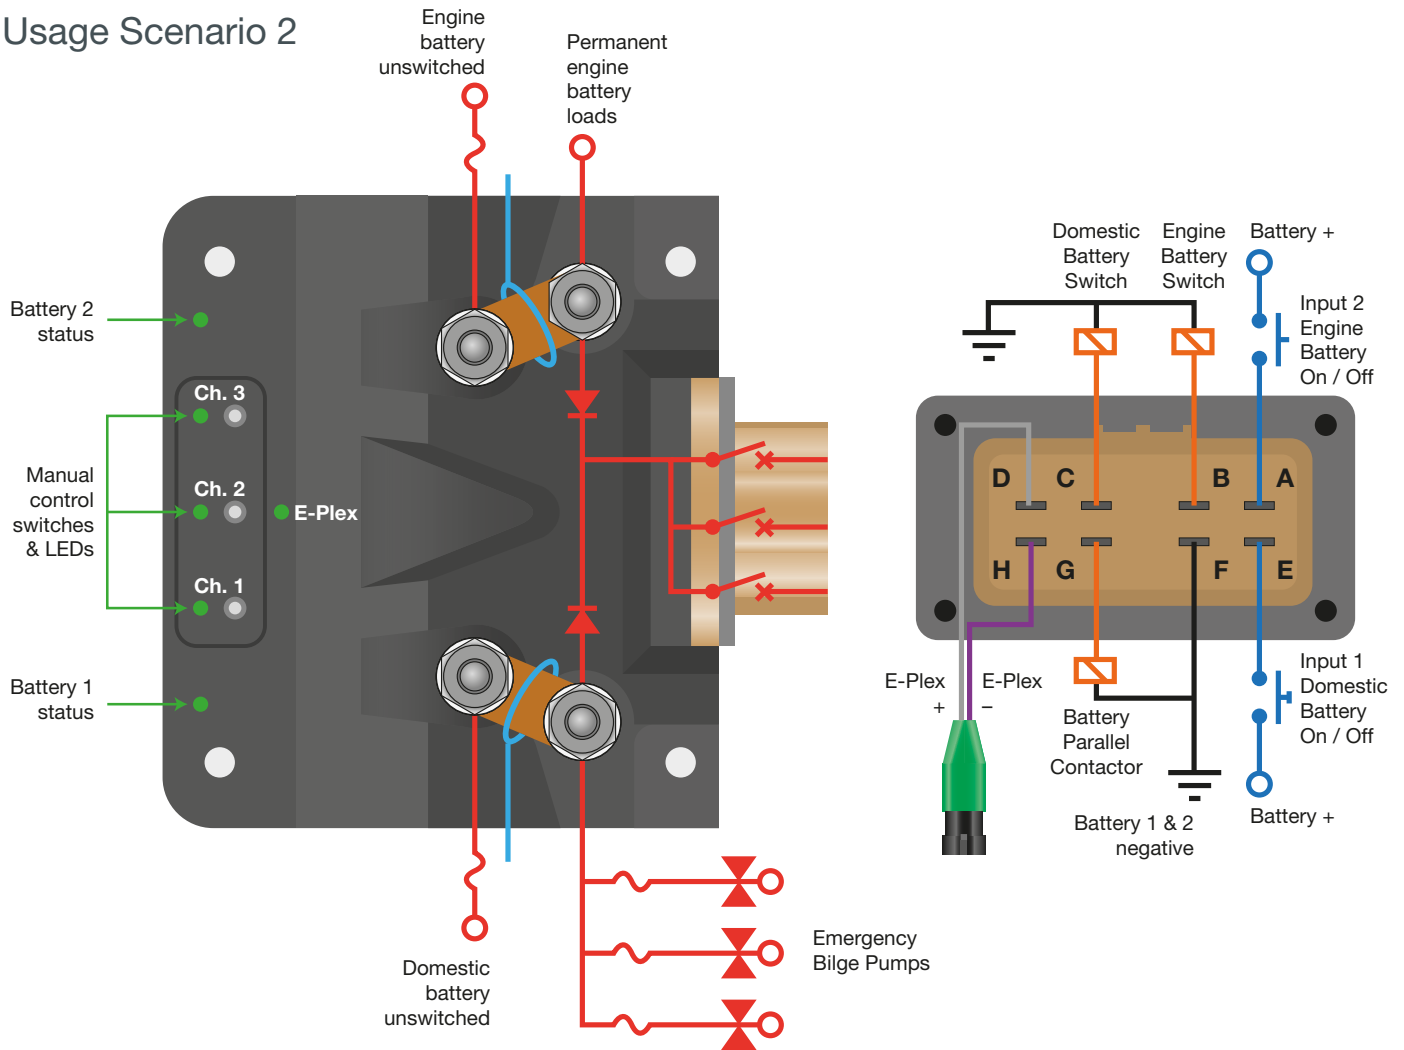 Usage Scenario 2
Engine
battery
unswitched
Permanent
engine
battery
loads
Battery 2
status
Ch. 3
Manual
control
switches
& LEDs
Ch. 2
E-Plex
Ch. 1
Battery 1
status
Domestic
battery
unswitched
Emergency
Bilge Pumps
Domestic
Battery
Switch
Engine
Battery
Switch
Battery +
Input 2
Engine
Battery
On / Off
D C B A
H G F E
E-Plex
+
E-Plex
–
Battery
Parallel
Contactor
Input 1
Domestic
Battery
On / Off
Battery 1 & 2
negative
Battery +